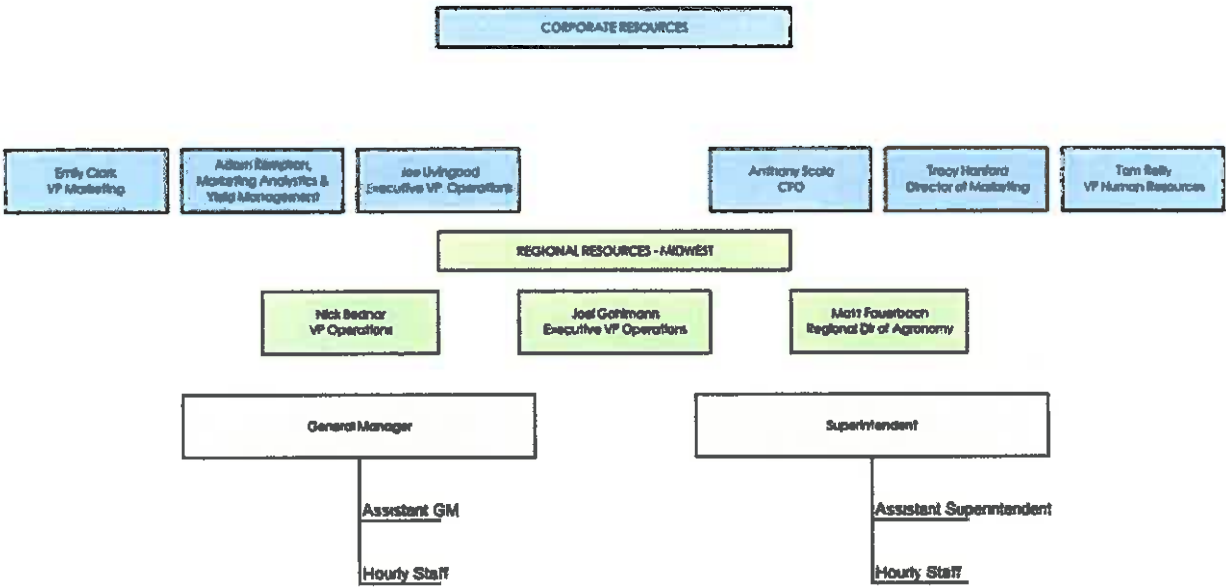 CORPORATE RESOURCES
Emily Clark
VP Marketing
Adam Kempton,
Marketing Analytics &
Yield Management
Joe Livingood
Executive VP Operations
Anthony Scala
CFO
Tracy Hanford
Director of Marketing
Tom Reilly
VP Human Resources
REGIONAL RESOURCES - MIDWEST
Nick Bednar
VP Operations
Joel Gohlmann
Executive VP Operations
Matt Fauerbach
Regional Dir of Agronomy
General Manager
Superintendent
Assistant GM
Assistant Superintendent
Hourly Staff
Hourly Staff